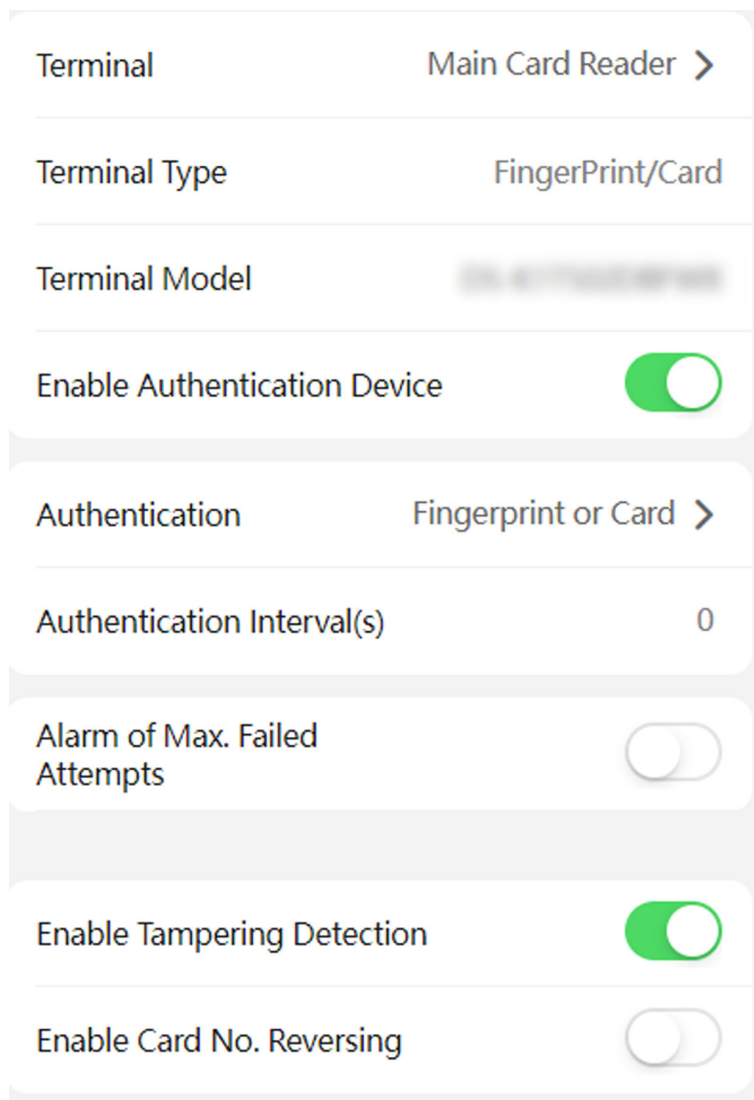 Terminal Main Card Reader
Terminal Type FingerPrint/Card
Terminal Model
Enable Authentication Device
Authentication Fingerprint or Card
Authentication Interval(s) 0
Alarm of Max. Failed
Attempts
Enable Tampering Detection
Enable Card No. Reversing